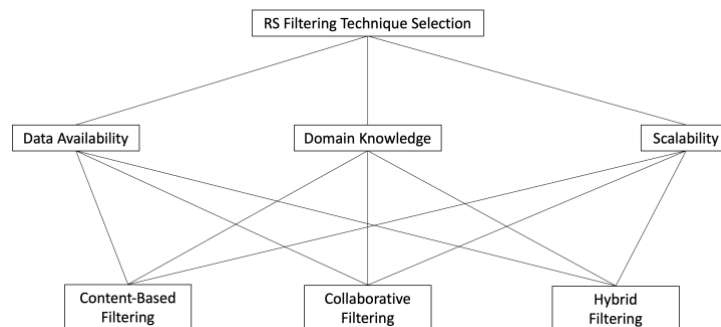 RS Filtering Technique Selection
Data Availability
Domain Knowledge
Scalability
Content-Based
Filtering
Collaborative
Filtering
Hybrid
Filtering